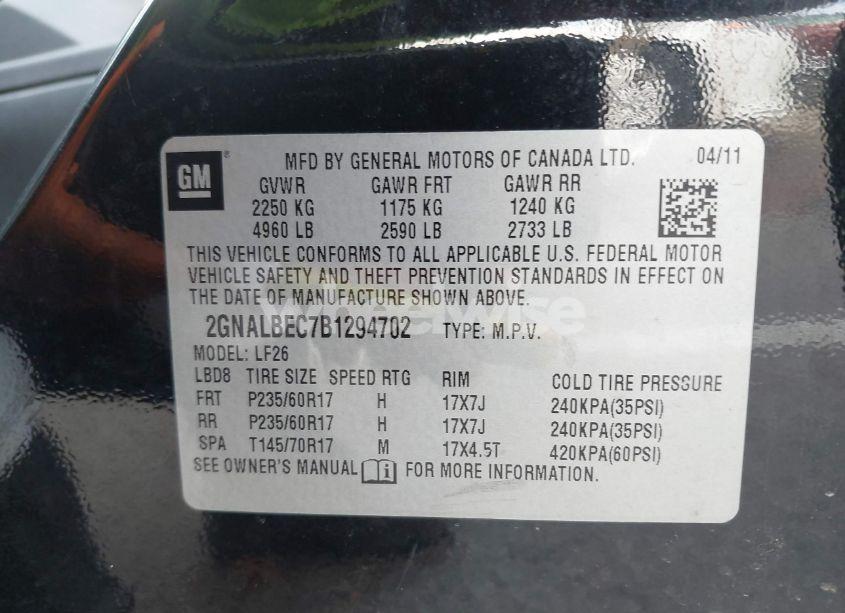 GM® MFD BY GENERAL MOTORS OF CANADA LTD. 04/11
GVWR GAWR FRT GAWR RR
2250 KG 1175 KG 1240 KG
4960 LB 2590 LB 2733 LB
THIS VEHICLE CONFORMS TO ALL APPLICABLE U.S. FEDERAL MOTOR
VEHICLE SAFETY AND THEFT PREVENTION STANDARDS IN EFFECT ON
THE DATE OF MANUFACTURE SHOWN ABOVE.
wheelwise
2GNALBEC7B1294702 TYPE: M.P.V.
MODEL: LF26
LBD8 TIRE SIZE SPEED RTG RIM COLD TIRE PRESSURE
FRT P235/60R17 H 17X7J 240KPA(35PSI)
RR P235/60R17 H 17X7J 240KPA(35PSI)
SPA T145/70R17 M 17X4.5T 420KPA(60PSI)
SEE OWNER'S MANUAL FOR MORE INFORMATION.